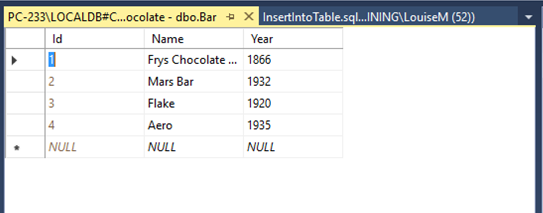 PC-233\LOCALDB#C...ocolate - dbo.Bar InsertIntoTable.sql...INING\LouiseM (52))
Id Name Year
1 Frys Chocolate ... 1866
2 Mars Bar 1932
3 Flake 1920
4 Aero 1935
NULL NULL NULL